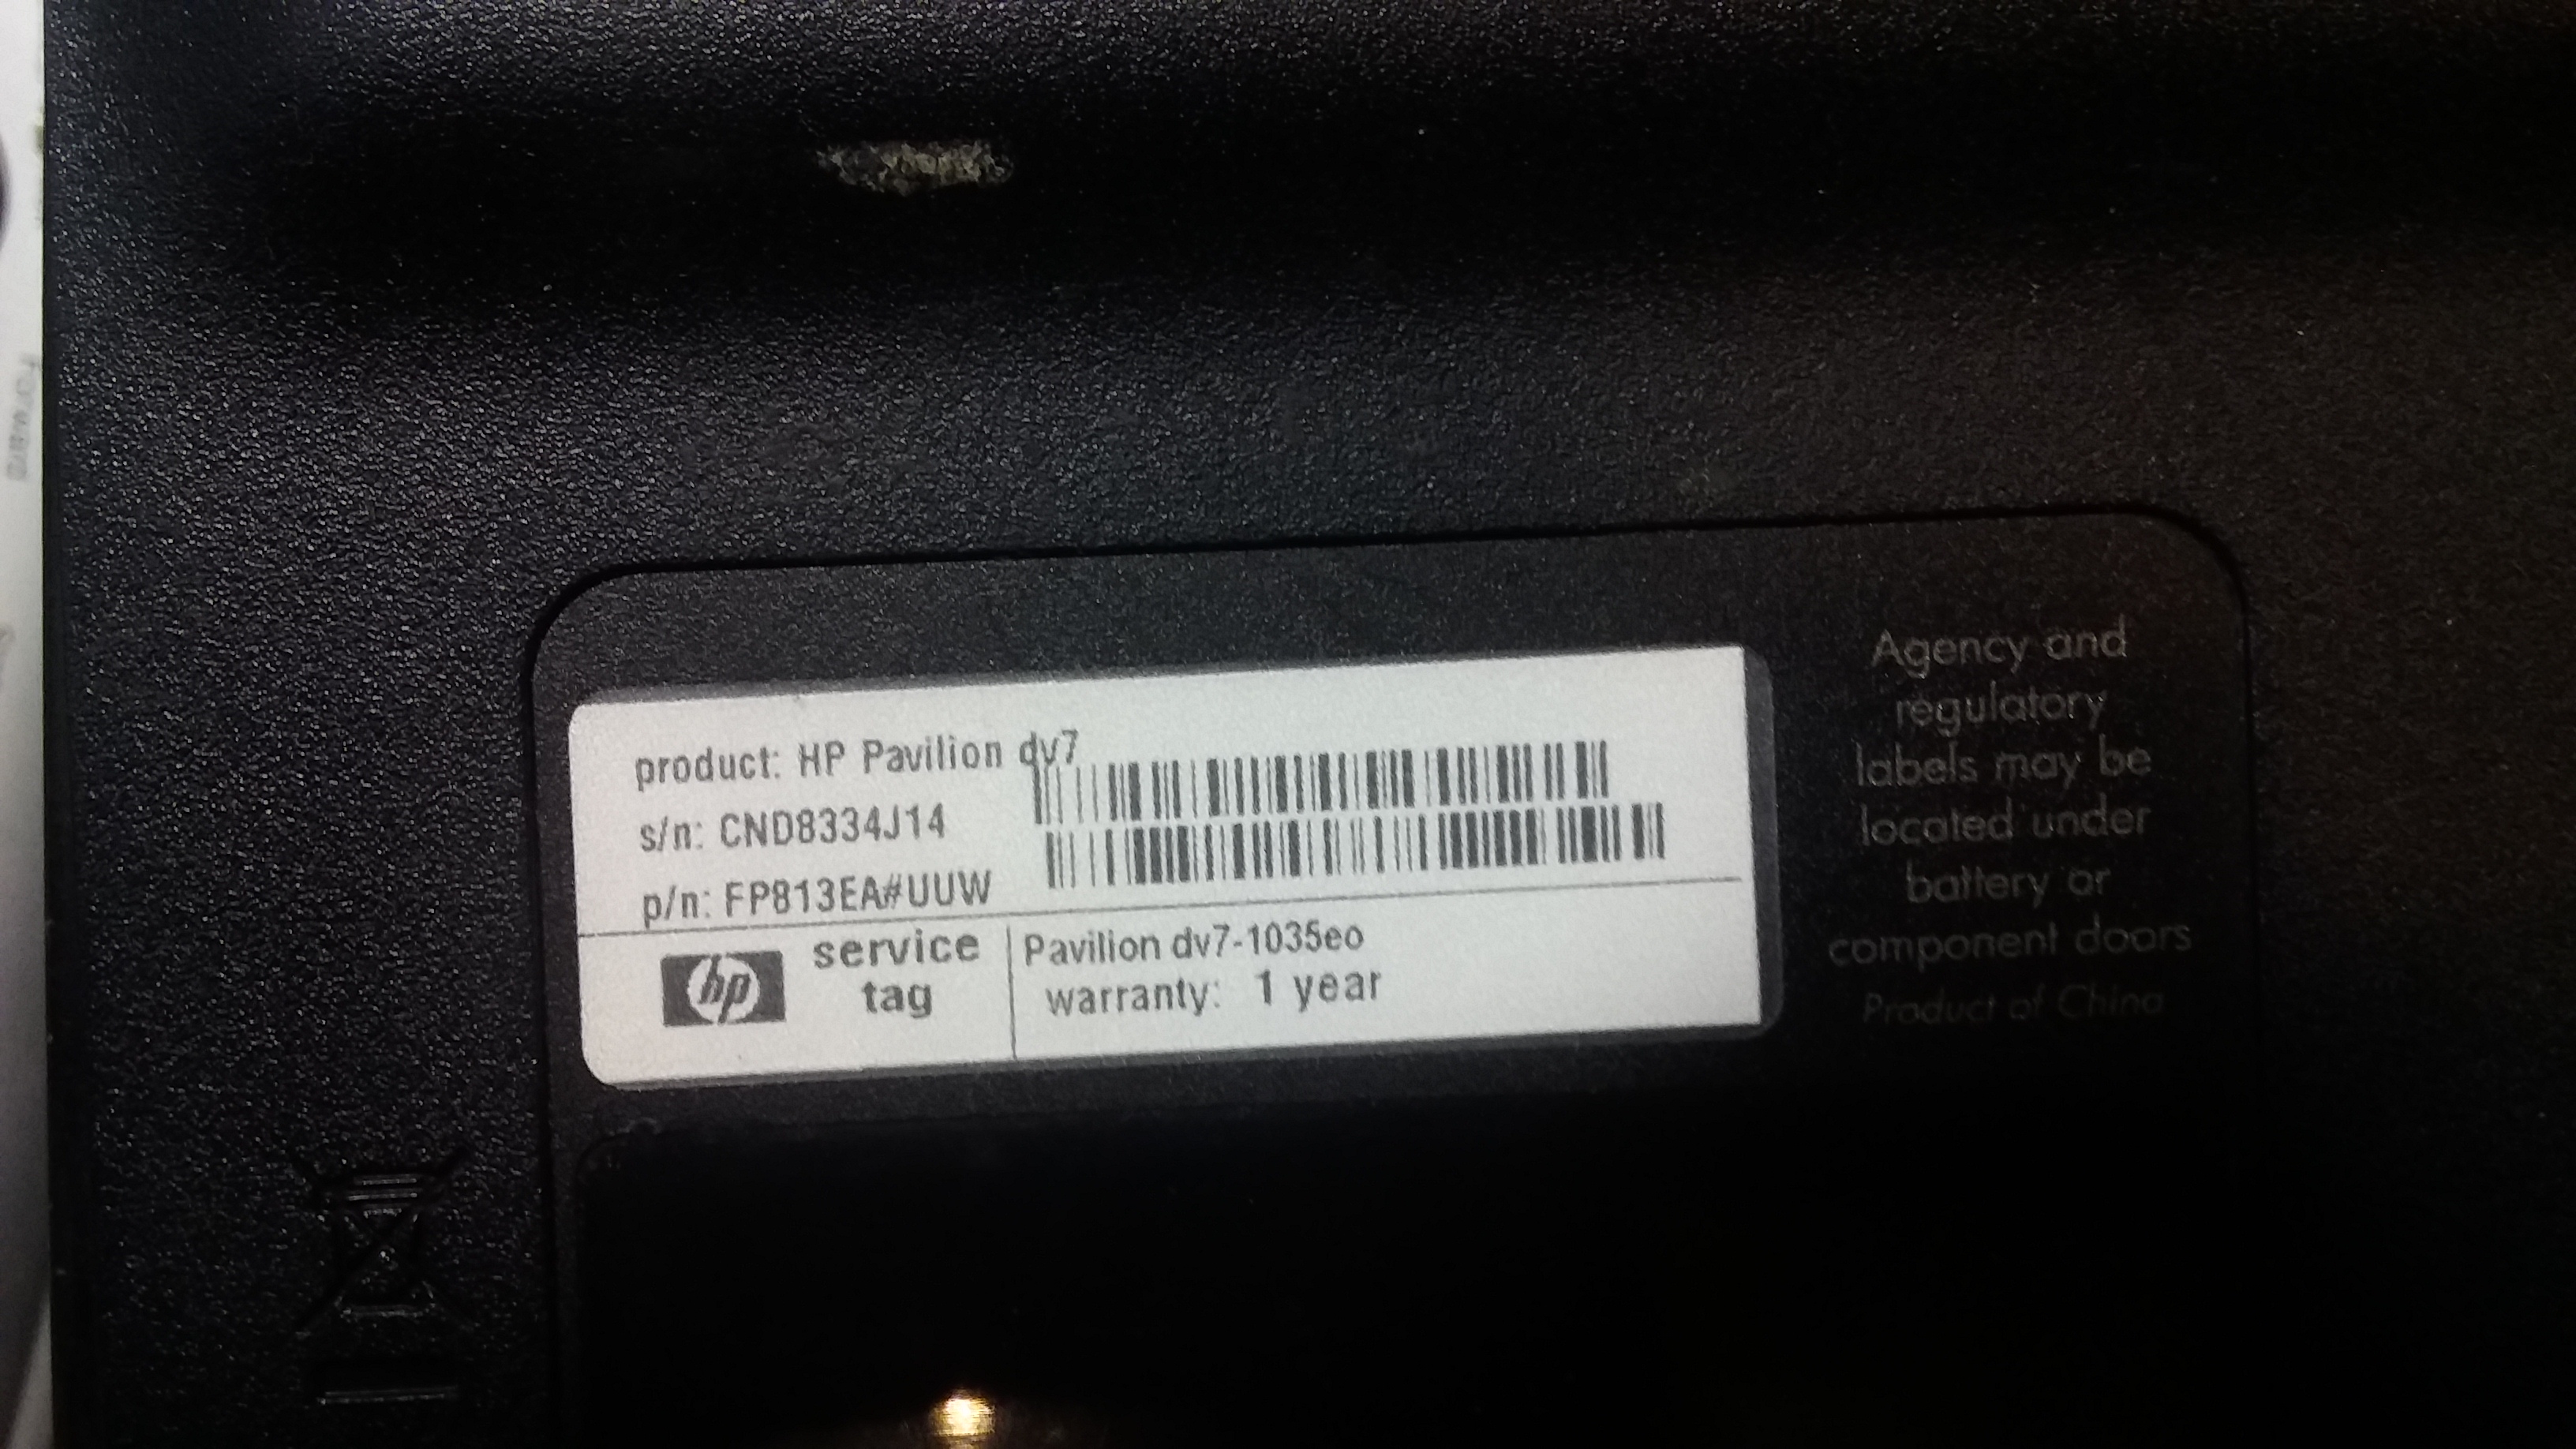 product: HP Pavilion dv7
s/n: CND8334J14
p/n: FP813EA#UUW
hp
service
tag
Pavilion dv7-1035eo
warranty: 1 year
Agency and
regulatory
labels may be
located under
battery or
component doors
Product of China